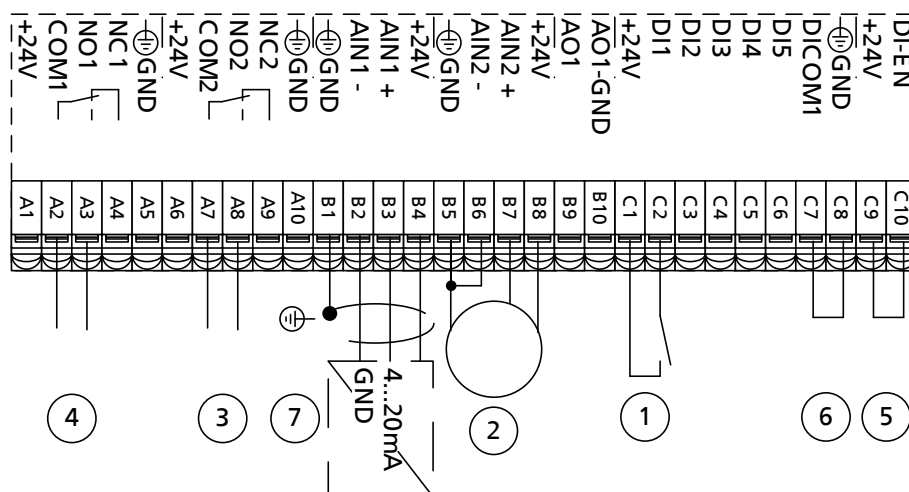 +24V
COM1
NO1
NC1
GND
+24V
COM2
NO2
NC2
GND
GND
AIN1 -
AIN1 +
+24V
GND
AIN2 -
AIN2 +
+24V
AO1
AO1-GND
+24V
DI1
DI2
DI3
DI4
DI5
DICOM1
GND
+24V
DI-EN
A1 A2 A3 A4 A5 A6 A7 A8 A9 A10 B1 B2 B3 B4 B5 B6 B7 B8 B9 B10 C1 C2 C3 C4 C5 C6 C7 C8 C9 C10
GND
4...20mA
4 3 7 2 1 6 5